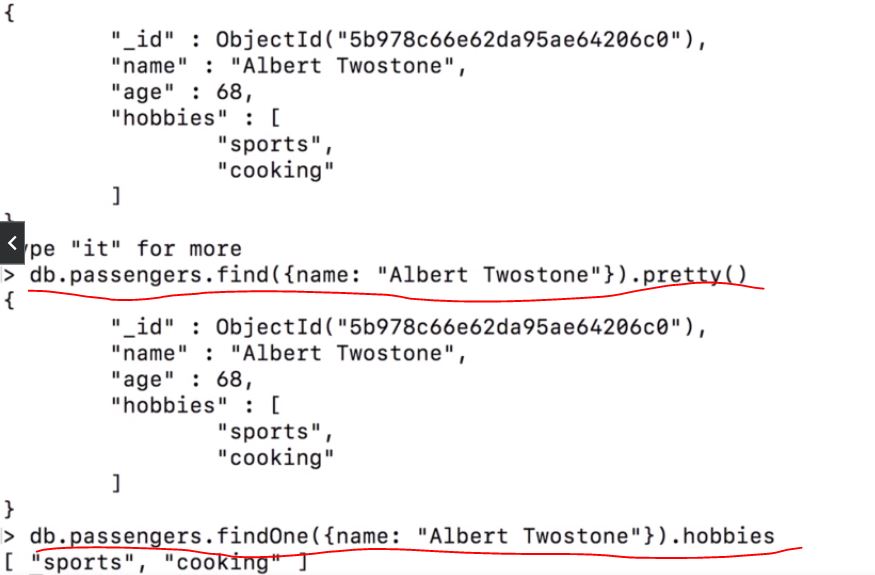 {
"_id" : ObjectId("5b978c66e62da95ae64206c0"),
"name" : "Albert Twostone",
"age" : 68,
"hobbies" : [
"sports",
"cooking"
]
}
ype "it" for more
> db.passengers.find({name: "Albert Twostone"}).pretty()
{
"_id" : ObjectId("5b978c66e62da95ae64206c0"),
"name" : "Albert Twostone",
"age" : 68,
"hobbies" : [
"sports",
"cooking"
]
}
> db.passengers.findOne({name: "Albert Twostone"}).hobbies
[ "sports", "cooking" ]